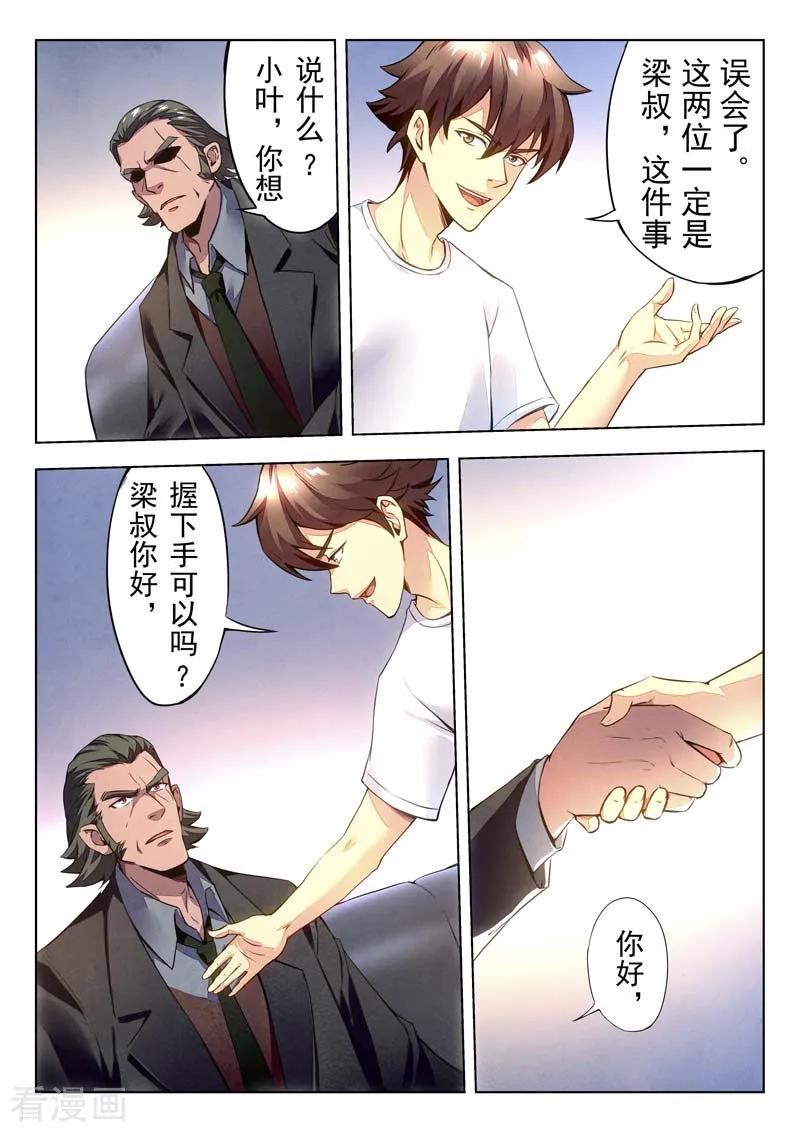 小叶，你想
说什么？
梁叔，这件事
这两位一定是
误会了。
梁叔你好，
握下手可以吗？
你好，
看漫画